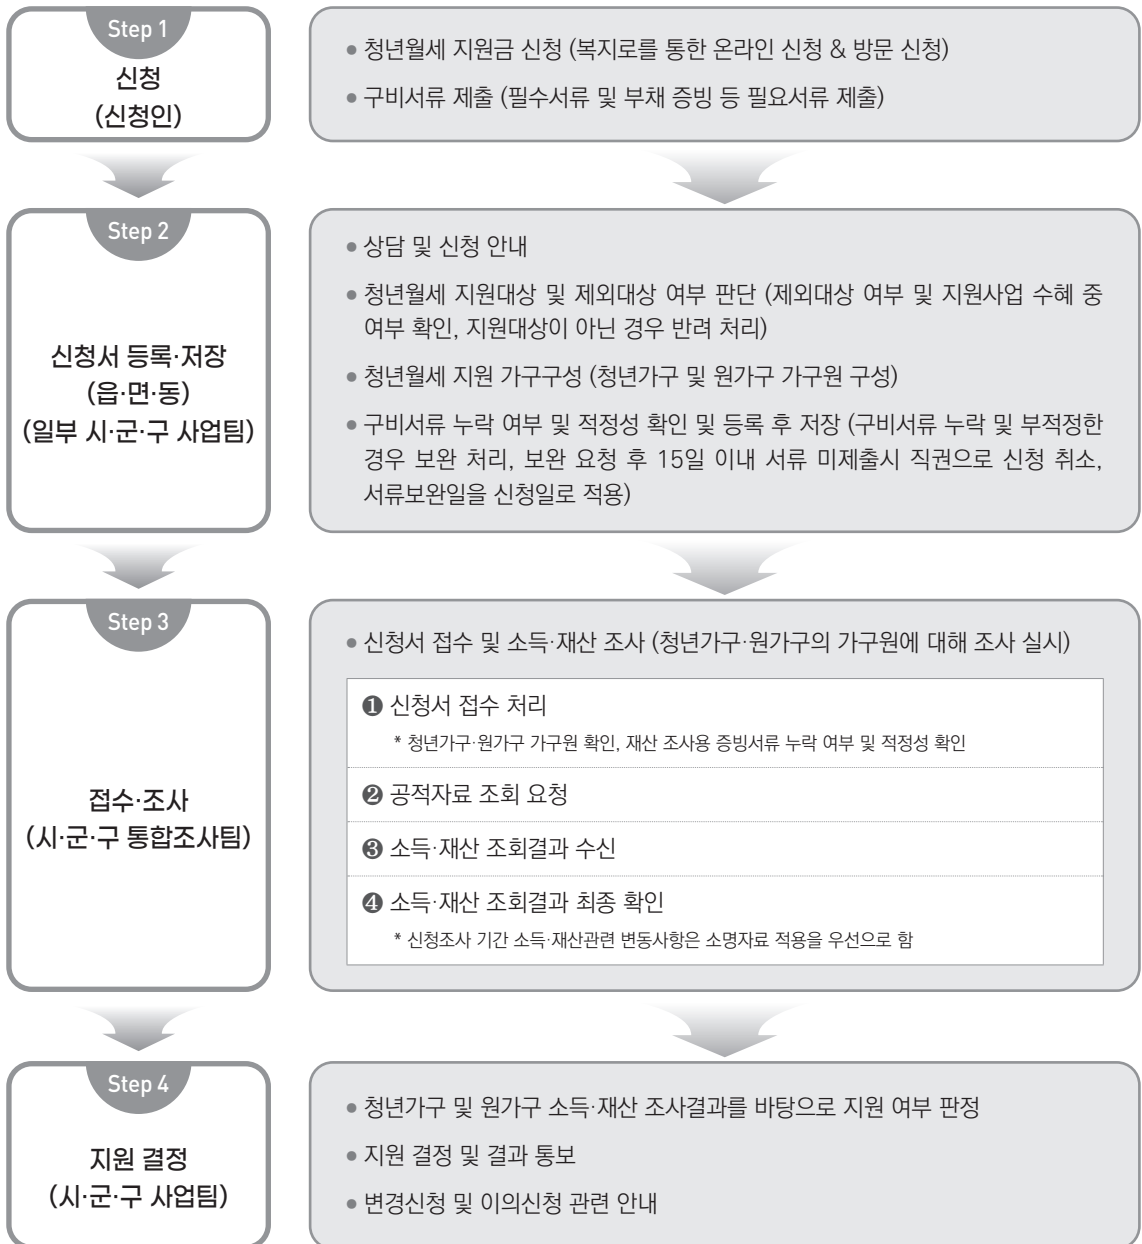 Step 1
신청
(신청인)
• 청년월세 지원금 신청 (복지로를 통한 온라인 신청 & 방문 신청)
• 구비서류 제출 (필수서류 및 부채 증빙 등 필요서류 제출)
Step 2
신청서 등록·저장
(읍·면·동)
(일부 시·군·구 사업팀)
• 상담 및 신청 안내
• 청년월세 지원대상 및 제외대상 여부 판단 (제외대상 여부 및 지원사업 수혜 중
여부 확인, 지원대상이 아닌 경우 반려 처리)
• 청년월세 지원 가구구성 (청년가구 및 원가구 가구원 구성)
• 구비서류 누락 여부 및 적정성 확인 및 등록 후 저장 (구비서류 누락 및 부적정한
경우 보완 처리, 보완 요청 후 15일 이내 서류 미제출시 직권으로 신청 취소,
서류보완일을 신청일로 적용)
Step 3
접수·조사
(시·군·구 통합조사팀)
• 신청서 접수 및 소득·재산 조사 (청년가구·원가구의 가구원에 대해 조사 실시)
❶ 신청서 접수 처리
* 청년가구·원가구 가구원 확인, 재산 조사용 증빙서류 누락 여부 및 적정성 확인
❷ 공적자료 조회 요청
❸ 소득·재산 조회결과 수신
❹ 소득·재산 조회결과 최종 확인
* 신청조사 기간 소득·재산관련 변동사항은 소명자료 적용을 우선으로 함
Step 4
지원 결정
(시·군·구 사업팀)
• 청년가구 및 원가구 소득·재산 조사결과를 바탕으로 지원 여부 판정
• 지원 결정 및 결과 통보
• 변경신청 및 이의신청 관련 안내